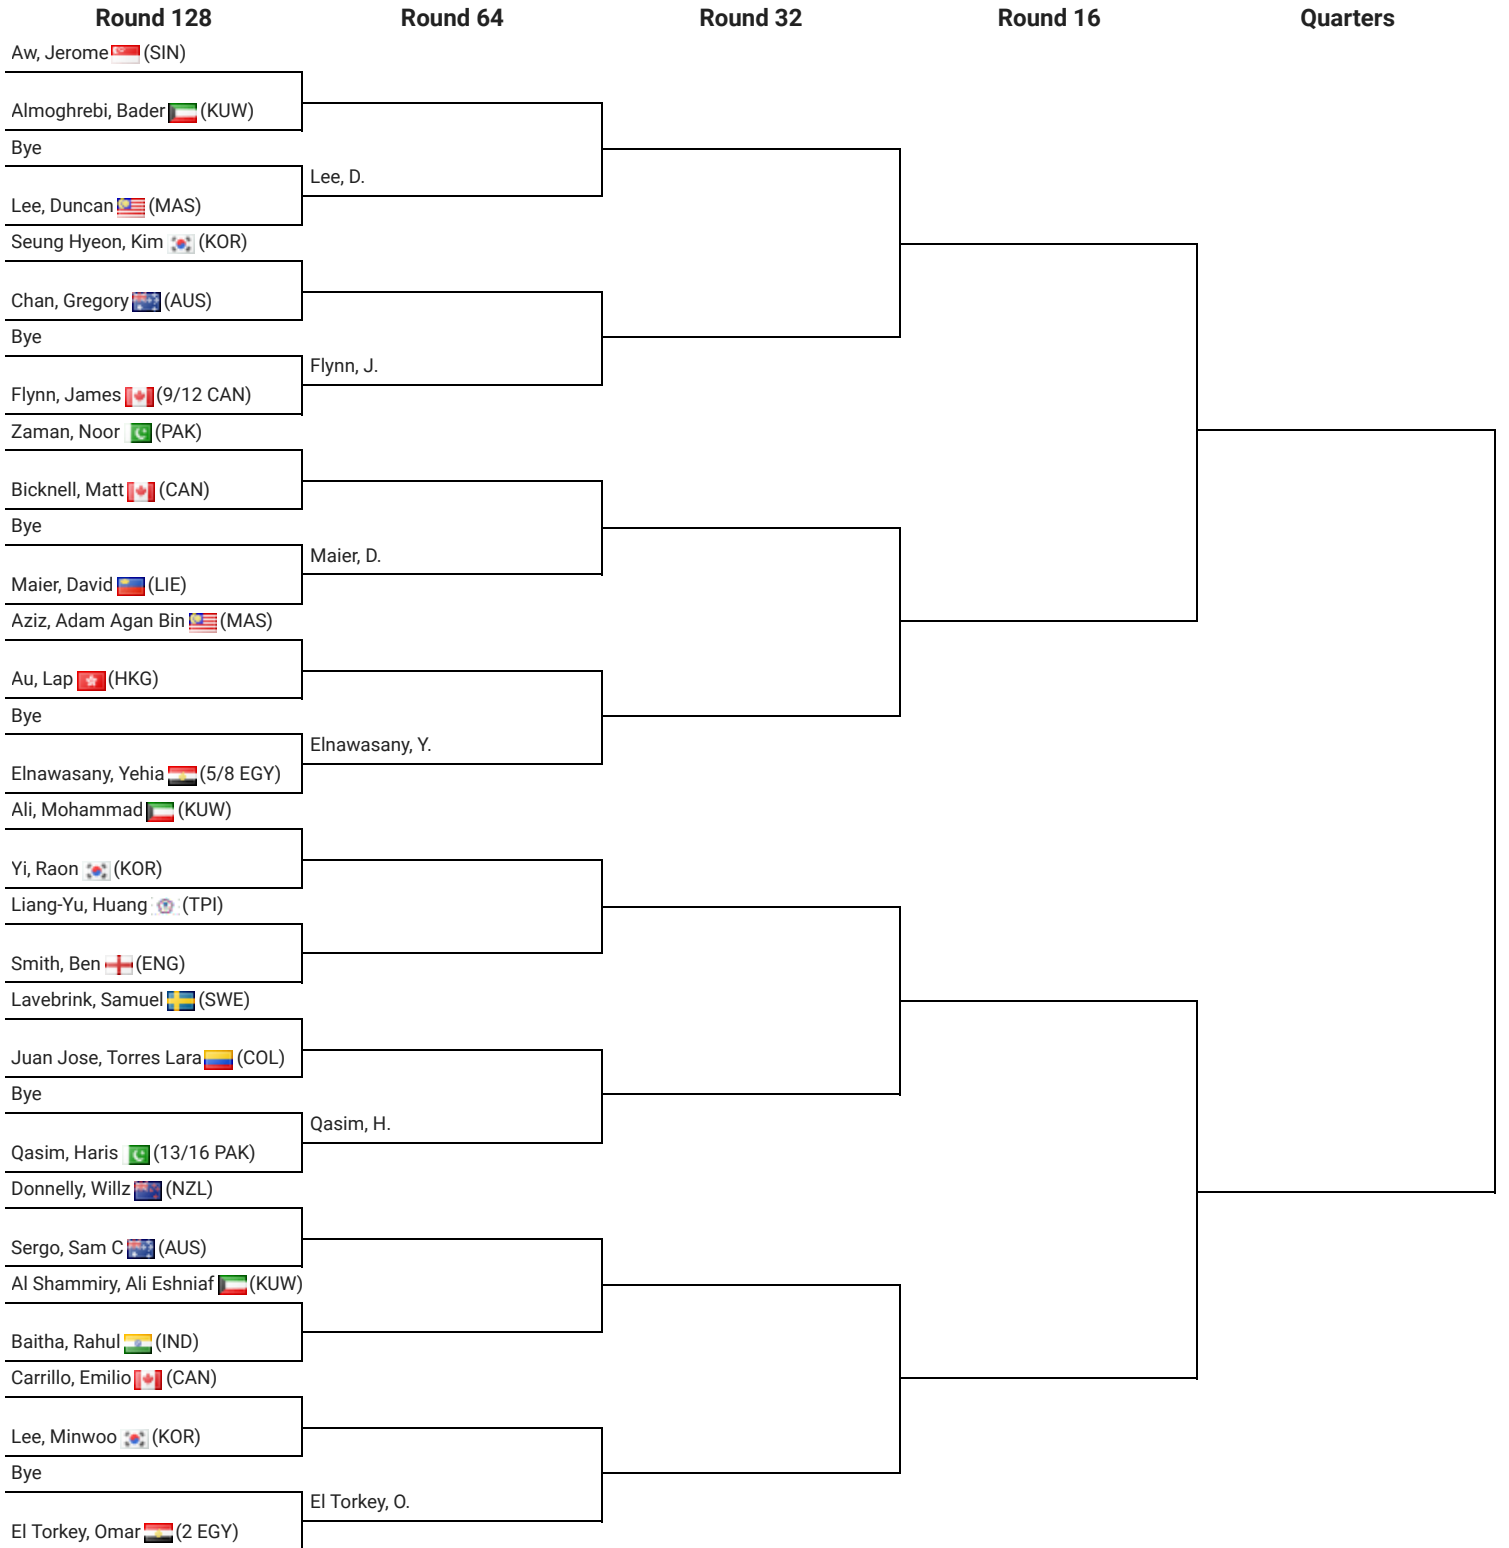 Round 128 Round 64 Round 32 Round 16 Quarters
Aw, Jerome (SIN)
Almoghrebi, Bader (KUW)
Bye
Lee, D.
Lee, Duncan (MAS)
Seung Hyeon, Kim (KOR)
Chan, Gregory (AUS)
Bye
Flynn, J.
Flynn, James (9/12 CAN)
Zaman, Noor (PAK)
Bicknell, Matt (CAN)
Bye
Maier, D.
Maier, David (LIE)
Aziz, Adam Agan Bin (MAS)
Au, Lap (HKG)
Bye
Elnawasany, Y.
Elnawasany, Yehia (5/8 EGY)
Ali, Mohammad (KUW)
Yi, Raon (KOR)
Liang-Yu, Huang (TPI)
Smith, Ben (ENG)
Lavebrink, Samuel (SWE)
Juan Jose, Torres Lara (COL)
Bye
Qasim, H.
Qasim, Haris (13/16 PAK)
Donnelly, Willz (NZL)
Sergo, Sam C (AUS)
Al Shammiry, Ali Eshniaf (KUW)
Baitha, Rahul (IND)
Carrillo, Emilio (CAN)
Lee, Minwoo (KOR)
Bye
El Torkey, O.
El Torkey, Omar (2 EGY)